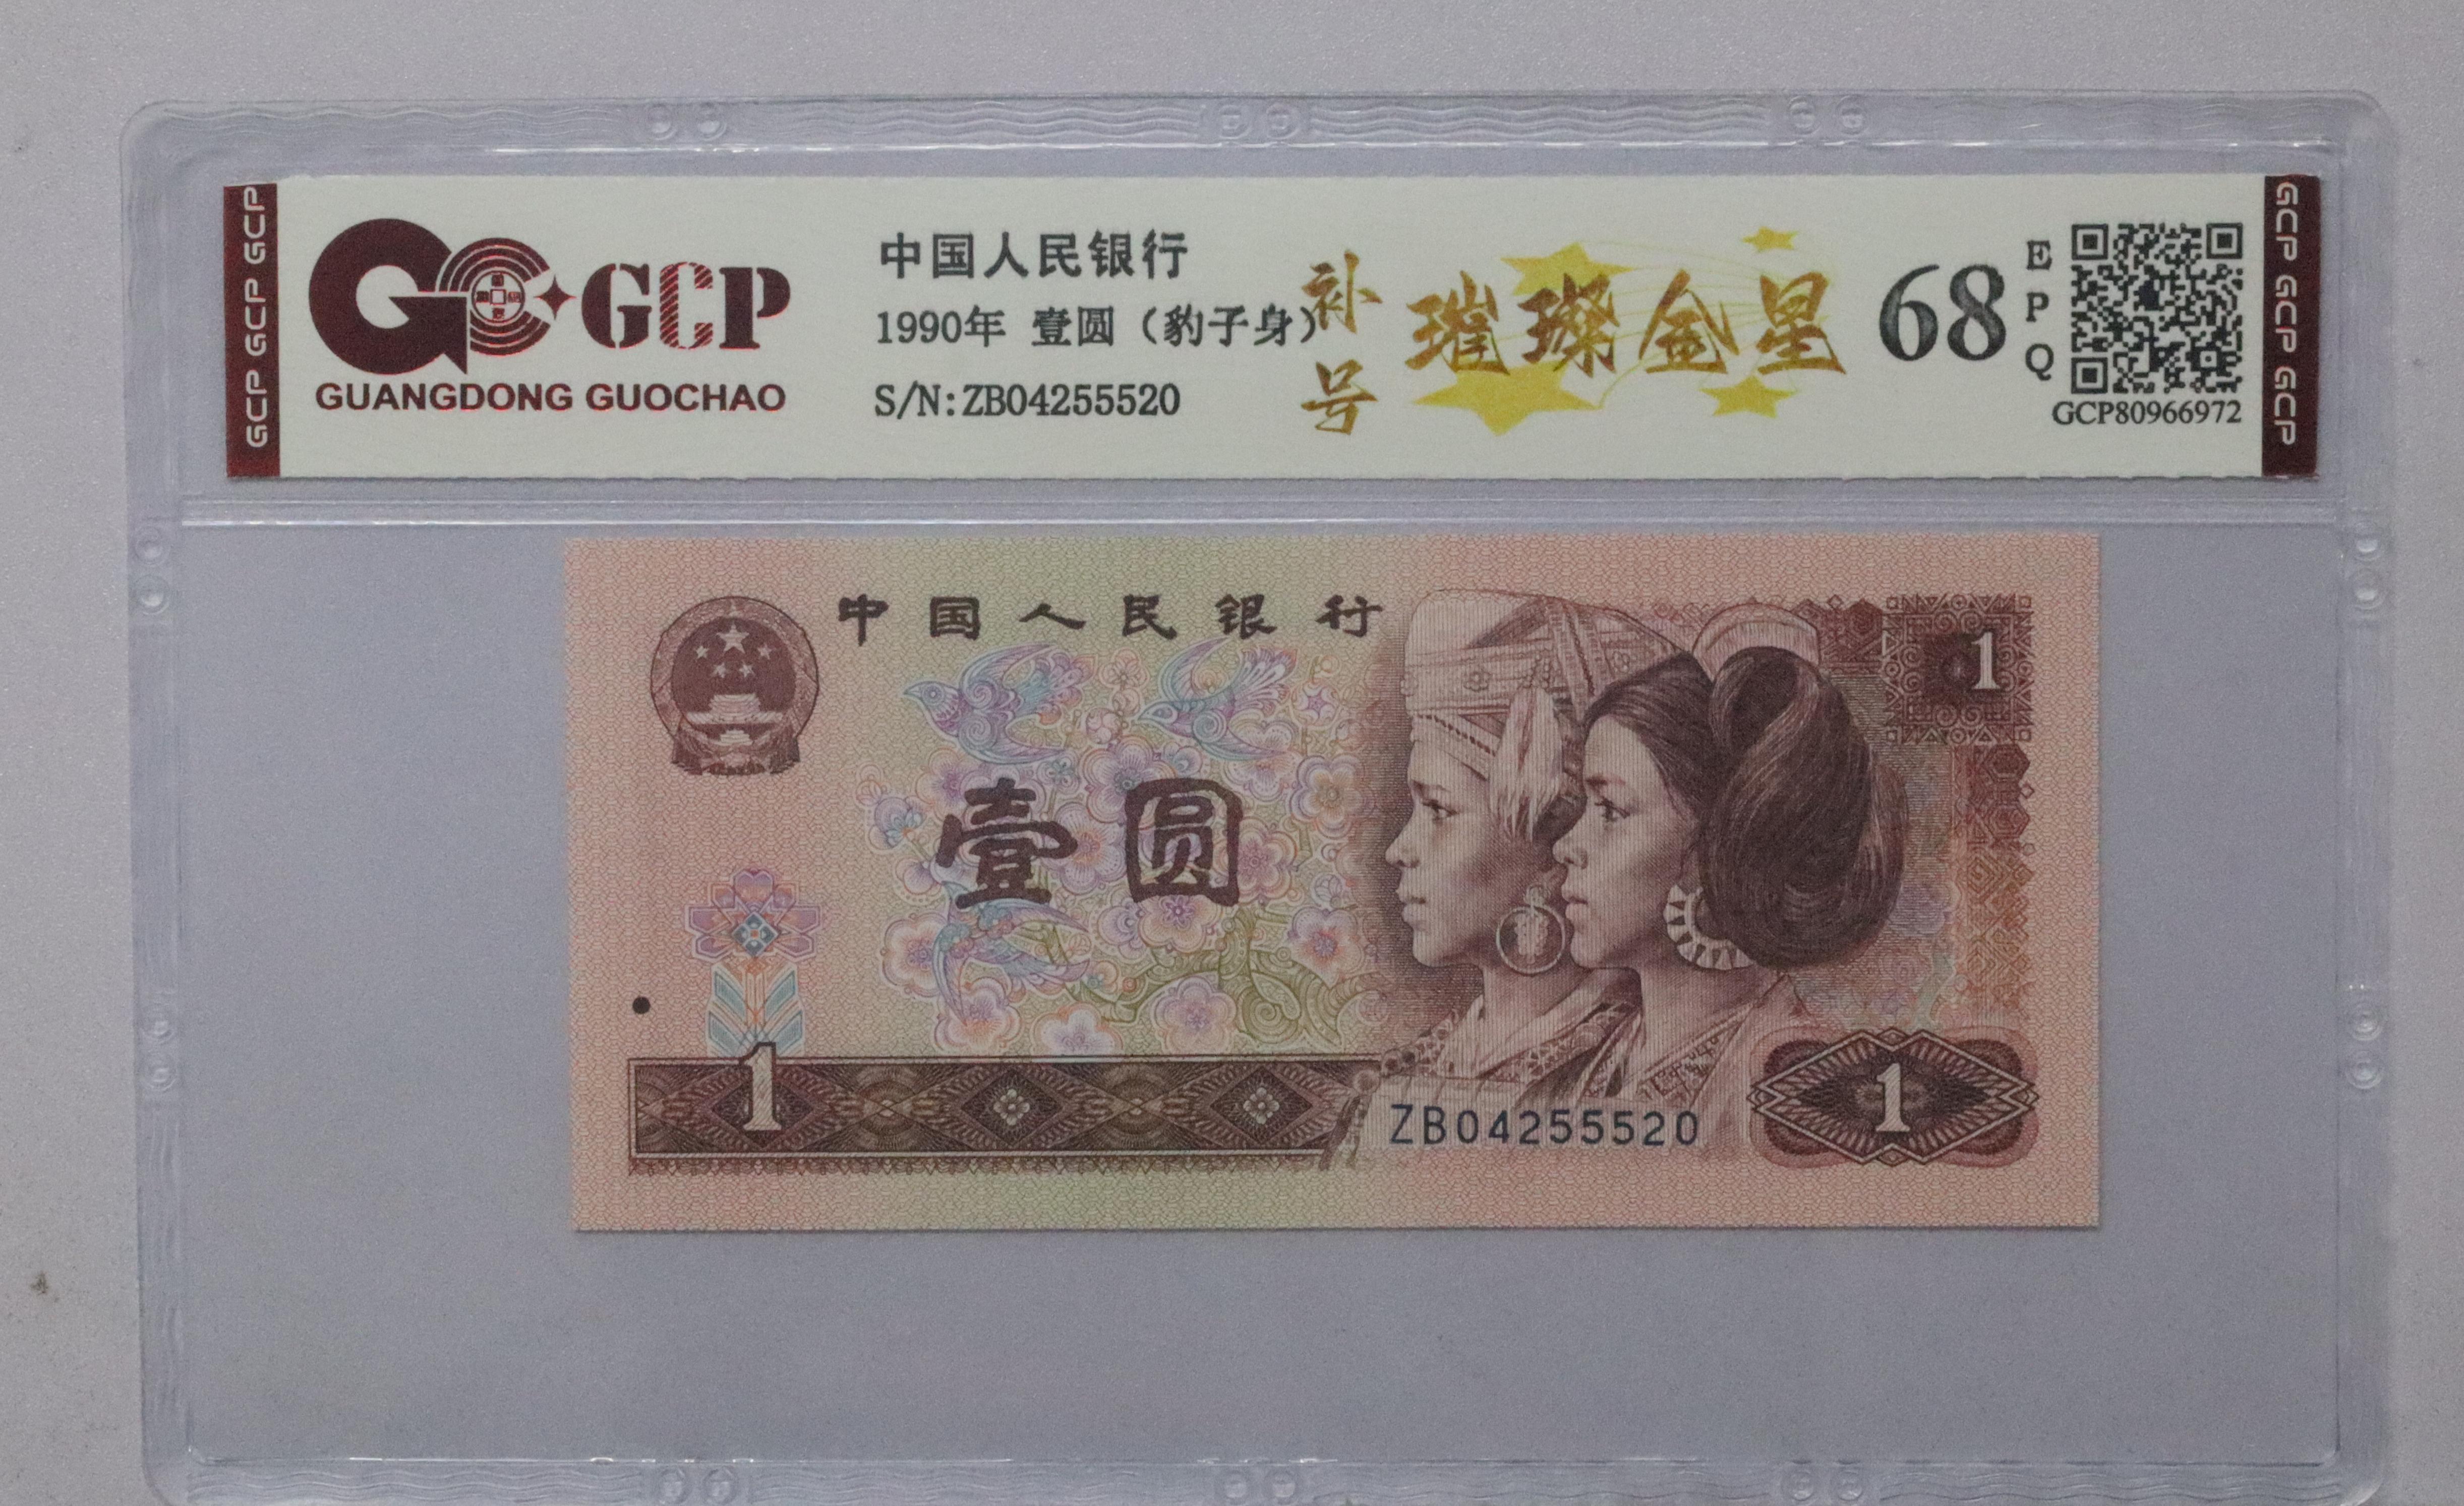 GCP GCP GCP
GCP
GUANGDONG GUOCHAO
中国人民银行
1990年 壹圆（豹子身）
S/N:ZB04255520
补号
璀璨金星
68
EPQ
GCP80966972
GCP GCP GCP
中国人民银行
1
壹圆
1
ZB04255520
1